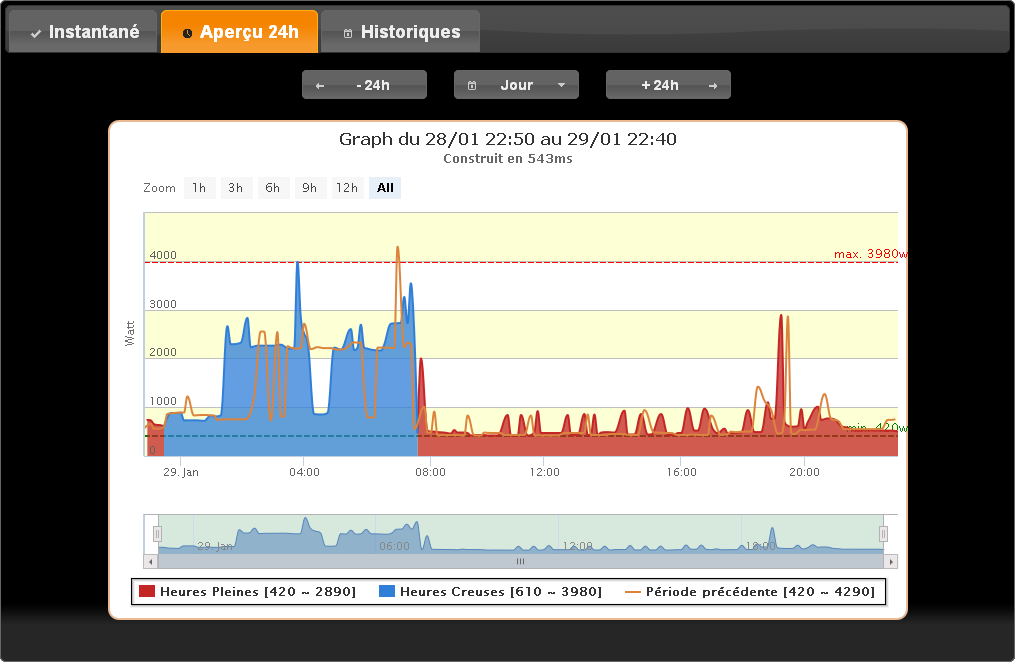 Instantané Aperçu 24h Historiques
- 24h Jour + 24h
Graph du 28/01 22:50 au 29/01 22:40
Construit en 543ms
Zoom 1h 3h 6h 9h 12h All
4000
max. 3980w
3000
Watt
2000
1000
min. 420w
0
29. Jan 04:00 08:00 12:00 16:00 20:00
29. Jan 06:00 12:00 18:00
Heures Pleines [420 ~ 2890] Heures Creuses [610 ~ 3980] Période précédente [420 ~ 4290]